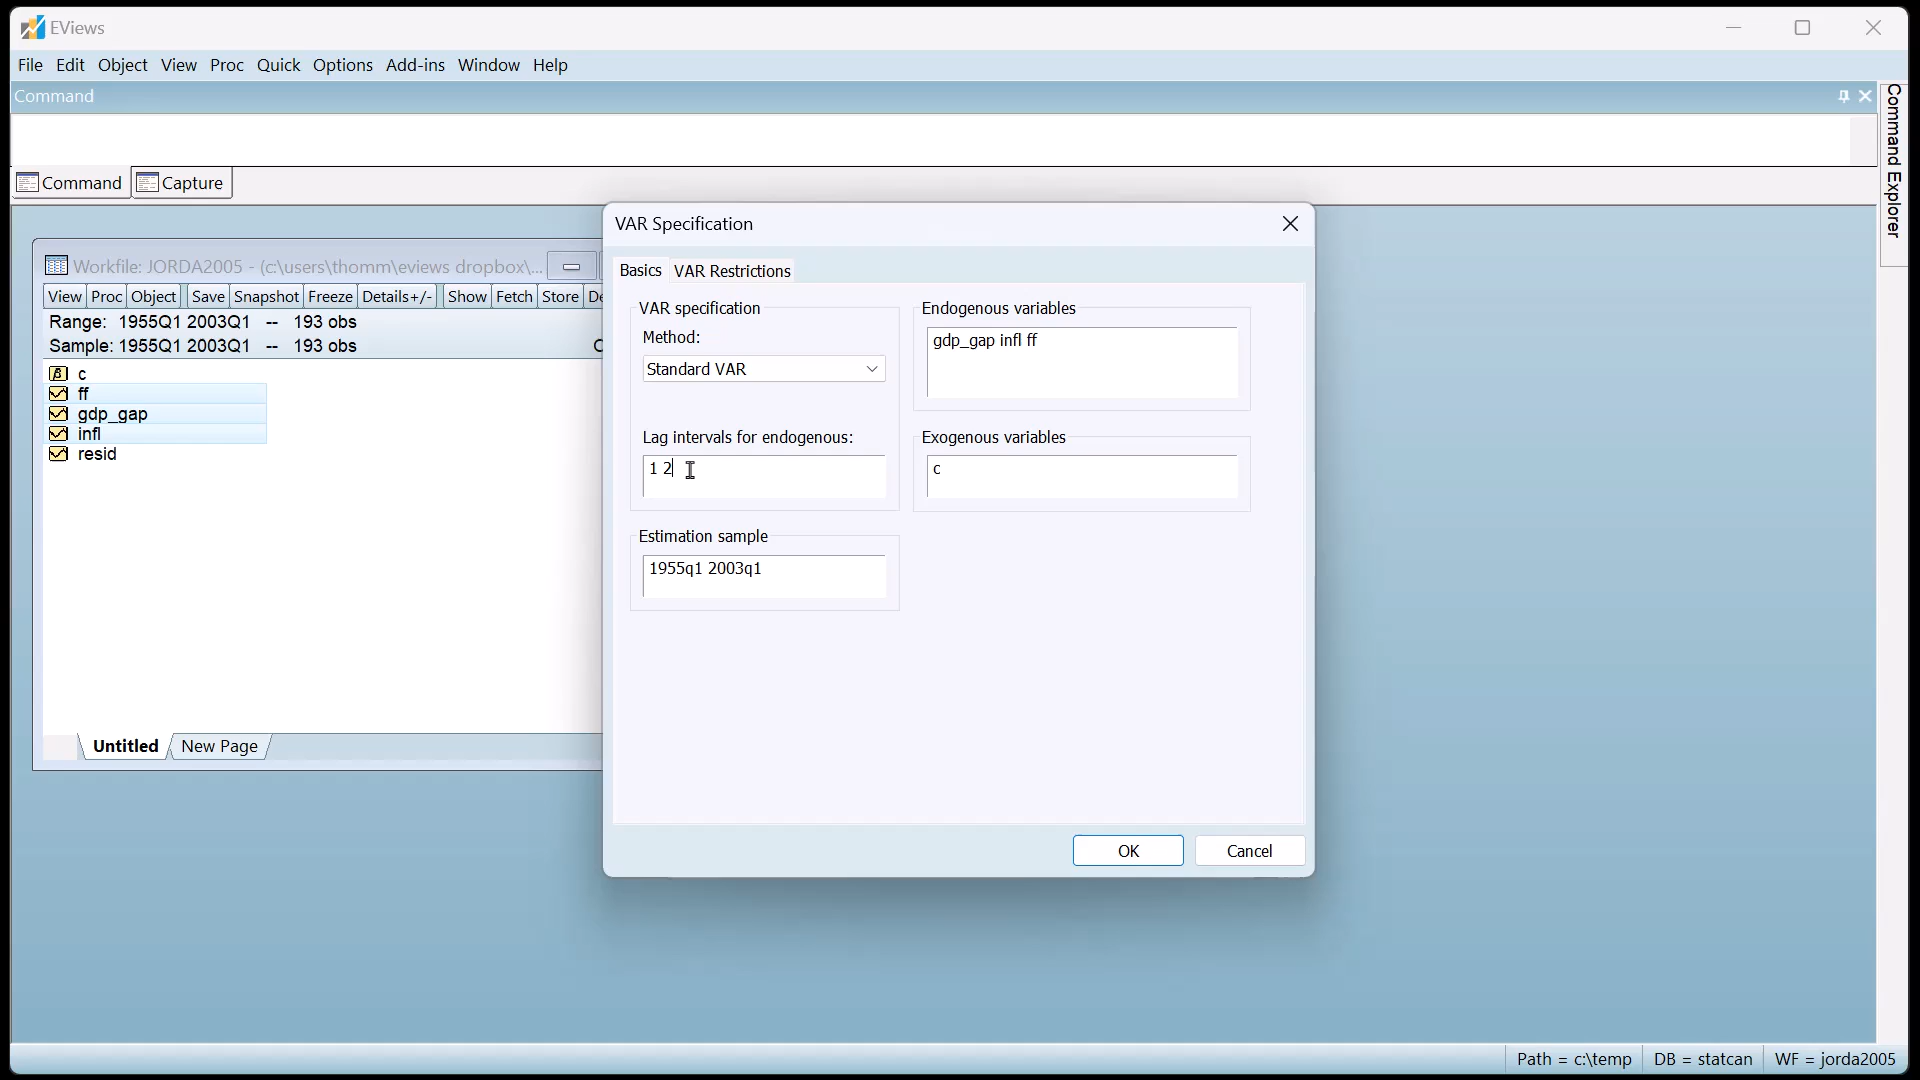 EViews
File Edit Object View Proc Quick Options Add-ins Window Help
Command
Command Explorer
Command Capture
Workfile: JORDA2005 - (c:\users\thomm\eviews dropbox\...
View Proc Object Save Snapshot Freeze Details+/- Show Fetch Store De
Range: 1955Q1 2003Q1 -- 193 obs
Sample: 1955Q1 2003Q1 -- 193 obs
c
ff
gdp_gap
infl
resid
Untitled New Page
VAR Specification
Basics VAR Restrictions
VAR specification
Method:
Standard VAR
Lag intervals for endogenous:
1 2
Estimation sample
1955q1 2003q1
Endogenous variables
gdp_gap infl ff
Exogenous variables
c
OK Cancel
Path = c:\temp DB = statcan WF = jorda2005